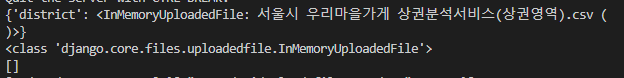 {'district': <InMemoryUploadedFile: 서울시 우리마을가게 상권분석서비스(상권영역).csv (
)>}
<class 'django.core.files.uploadedfile.InMemoryUploadedFile'>
[]